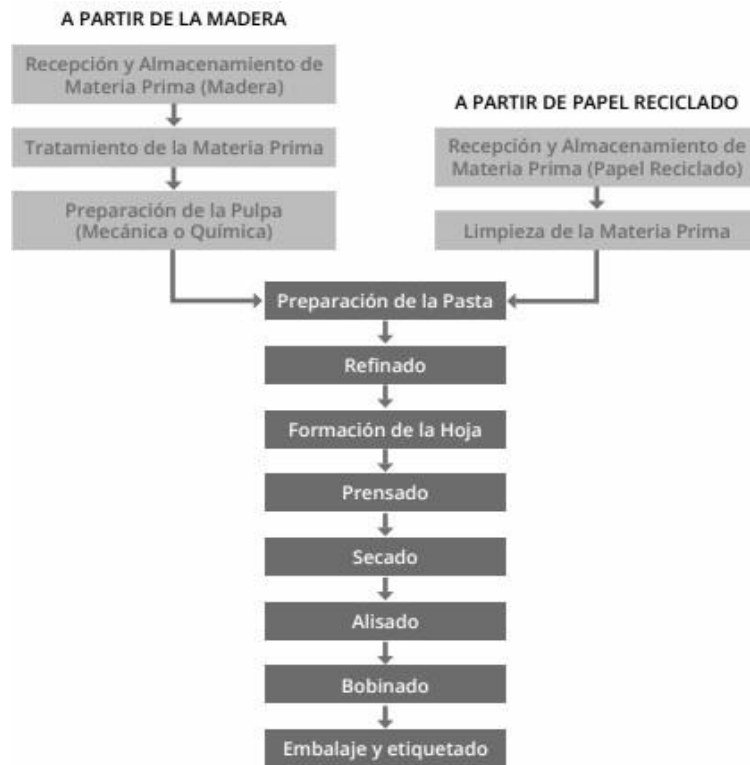 A PARTIR DE LA MADERA
Recepción y Almacenamiento de
Materia Prima (Madera)
Tratamiento de la Materia Prima
Preparación de la Pulpa
(Mecánica o Química)
A PARTIR DE PAPEL RECICLADO
Recepción y Almacenamiento de
Materia Prima (Papel Reciclado)
Limpieza de la Materia Prima
Preparación de la Pasta
Refinado
Formación de la Hoja
Prensado
Secado
Alisado
Bobinado
Embalaje y etiquetado